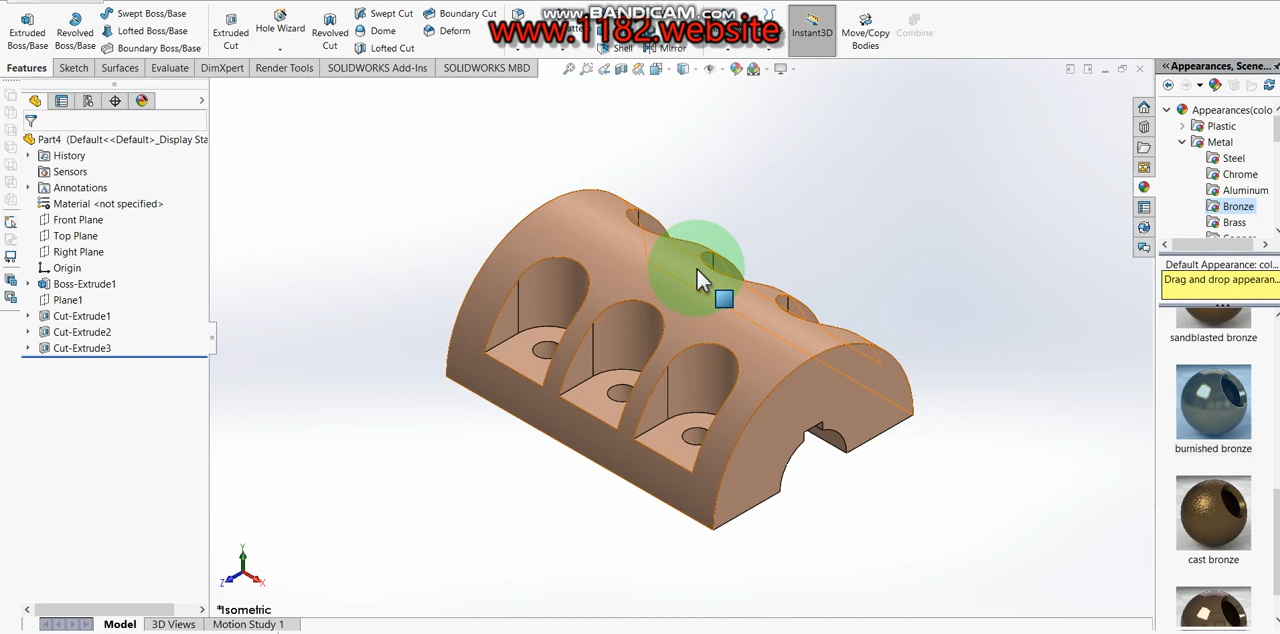 www.BANDICAM.com
www.1182.website
Extruded Boss/Base
Revolved Boss/Base
Swept Boss/Base
Lofted Boss/Base
Boundary Boss/Base
Extruded Cut
Hole Wizard
Revolved Cut
Swept Cut
Dome
Lofted Cut
Boundary Cut
Deform
Shell
Mirror
Instant3D
Move/Copy Bodies
Combine
Features
Sketch
Surfaces
Evaluate
DimXpert
Render Tools
SOLIDWORKS Add-Ins
SOLIDWORKS MBD
Part4 (Default<<Default>_Display Sta
History
Sensors
Annotations
Material <not specified>
Front Plane
Top Plane
Right Plane
Origin
Boss-Extrude1
Plane1
Cut-Extrude1
Cut-Extrude2
Cut-Extrude3
Y
Z
X
*Isometric
Model
3D Views
Motion Study 1
Appearances, Scene...
Appearances(colo
Plastic
Metal
Steel
Chrome
Aluminum
Bronze
Brass
Default Appearance: col...
Drag and drop appearan...
sandblasted bronze
burnished bronze
cast bronze